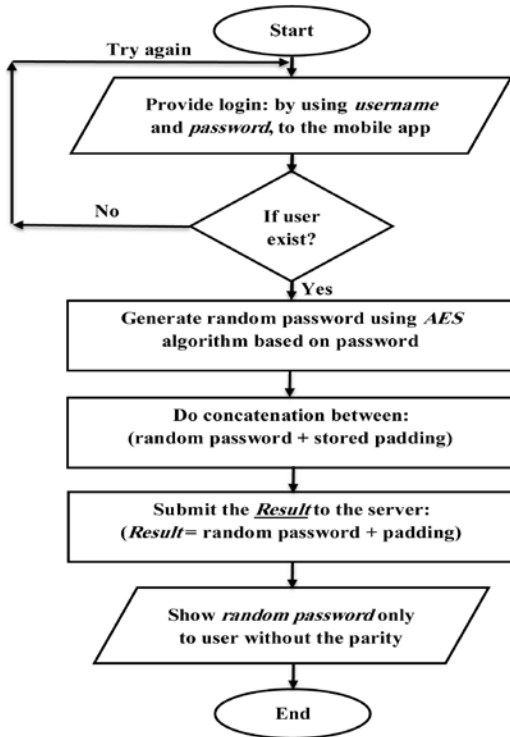 Start
Try again
Provide login: by using username
and password, to the mobile app
No
If user
exist?
Yes
Generate random password using AES
algorithm based on password
Do concatenation between:
(random password + stored padding)
Submit the Result to the server:
(Result = random password + padding)
Show random password only
to user without the parity
End